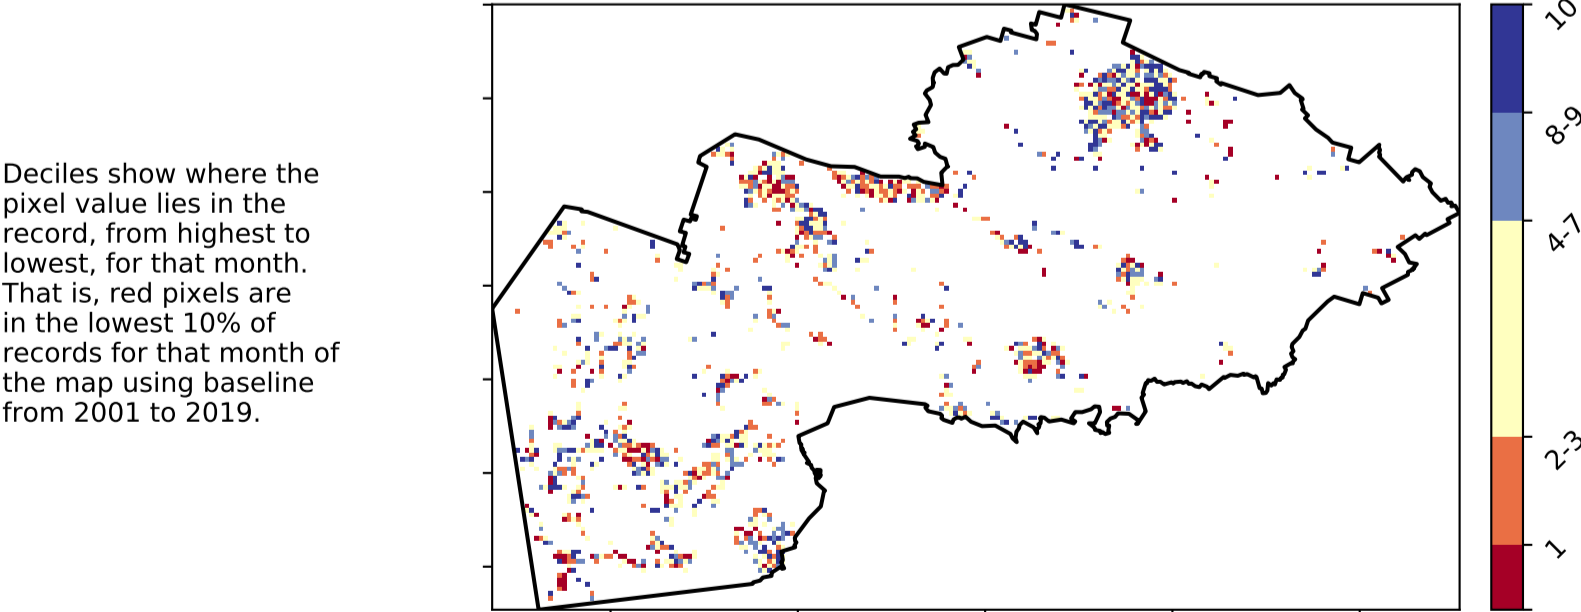 Deciles show where the
pixel value lies in the
record, from highest to
lowest, for that month.
That is, red pixels are
in the lowest 10% of
records for that month of
the map using baseline
from 2001 to 2019.
10
8-9
4-7
2-3
1